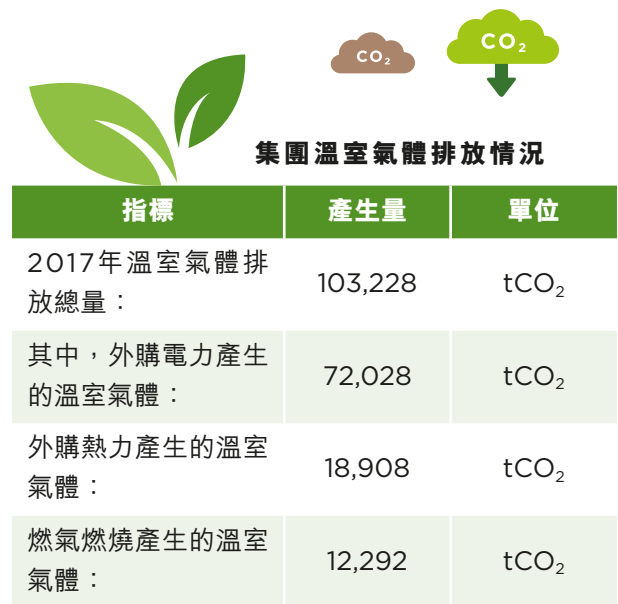 CO₂
CO₂
集團溫室氣體排放情況
指標 產生量 單位
2017年溫室氣體排
放總量： 103,228 tCO₂
其中，外購電力產生
的溫室氣體： 72,028 tCO₂
外購熱力產生的溫室
氣體： 18,908 tCO₂
燃氣燃燒產生的溫室
氣體： 12,292 tCO₂